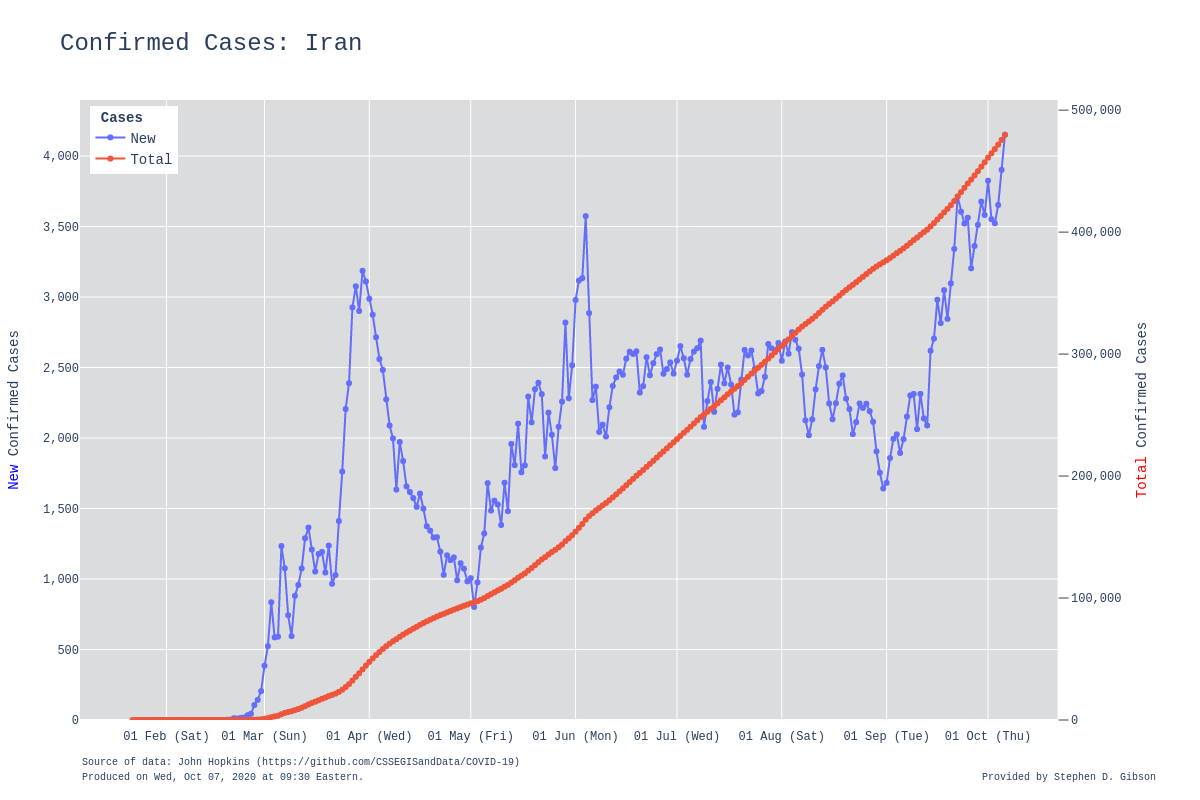 Confirmed Cases: Iran
Cases
New
Total
4,000
3,500
3,000
2,500
2,000
1,500
1,000
500
0
New Confirmed Cases
500,000
400,000
300,000
200,000
100,000
0
Total Confirmed Cases
01 Feb (Sat) 01 Mar (Sun) 01 Apr (Wed) 01 May (Fri) 01 Jun (Mon) 01 Jul (Wed) 01 Aug (Sat) 01 Sep (Tue) 01 Oct (Thu)
Source of data: John Hopkins (https://github.com/CSSEGISandData/COVID-19)
Produced on Wed, Oct 07, 2020 at 09:30 Eastern.
Provided by Stephen D. Gibson